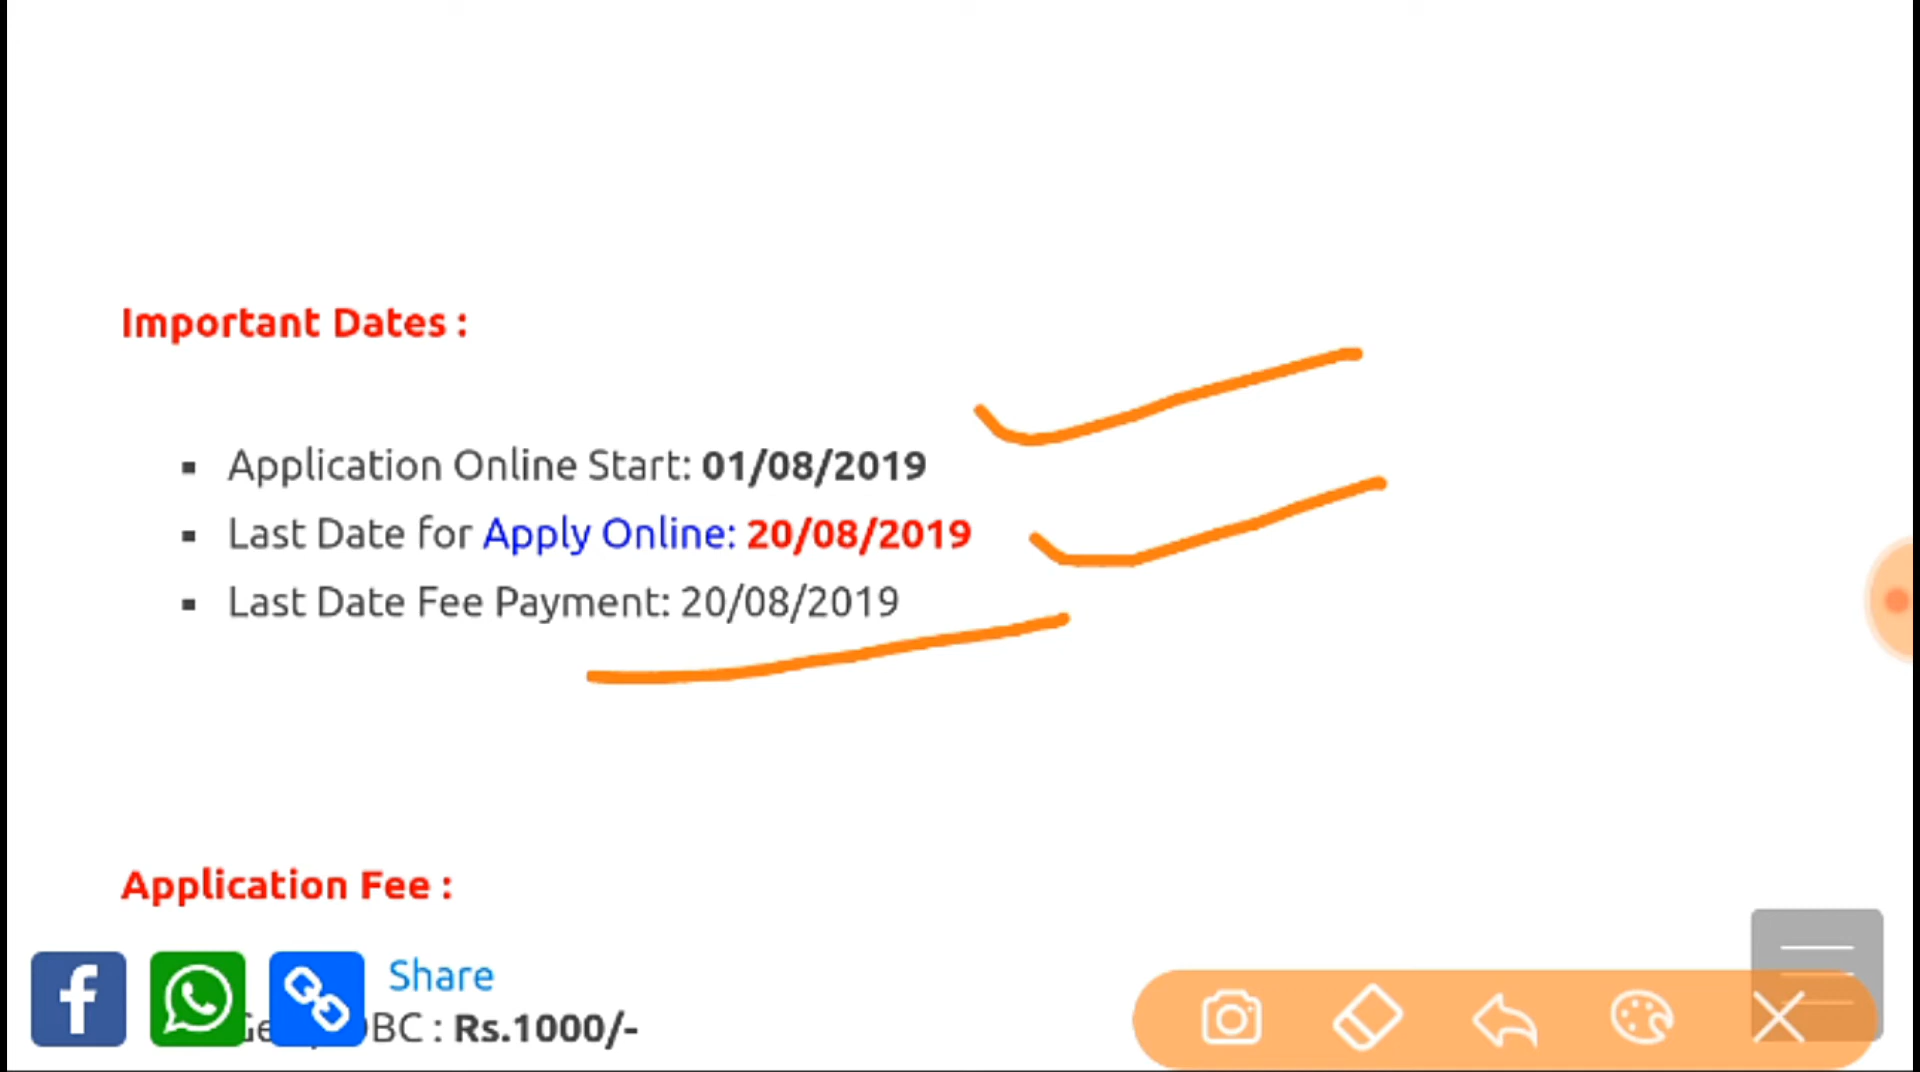 Important Dates :
▪ Application Online Start: 01/08/2019
▪ Last Date for Apply Online: 20/08/2019
▪ Last Date Fee Payment: 20/08/2019
Application Fee :
Share
BC : Rs.1000/-